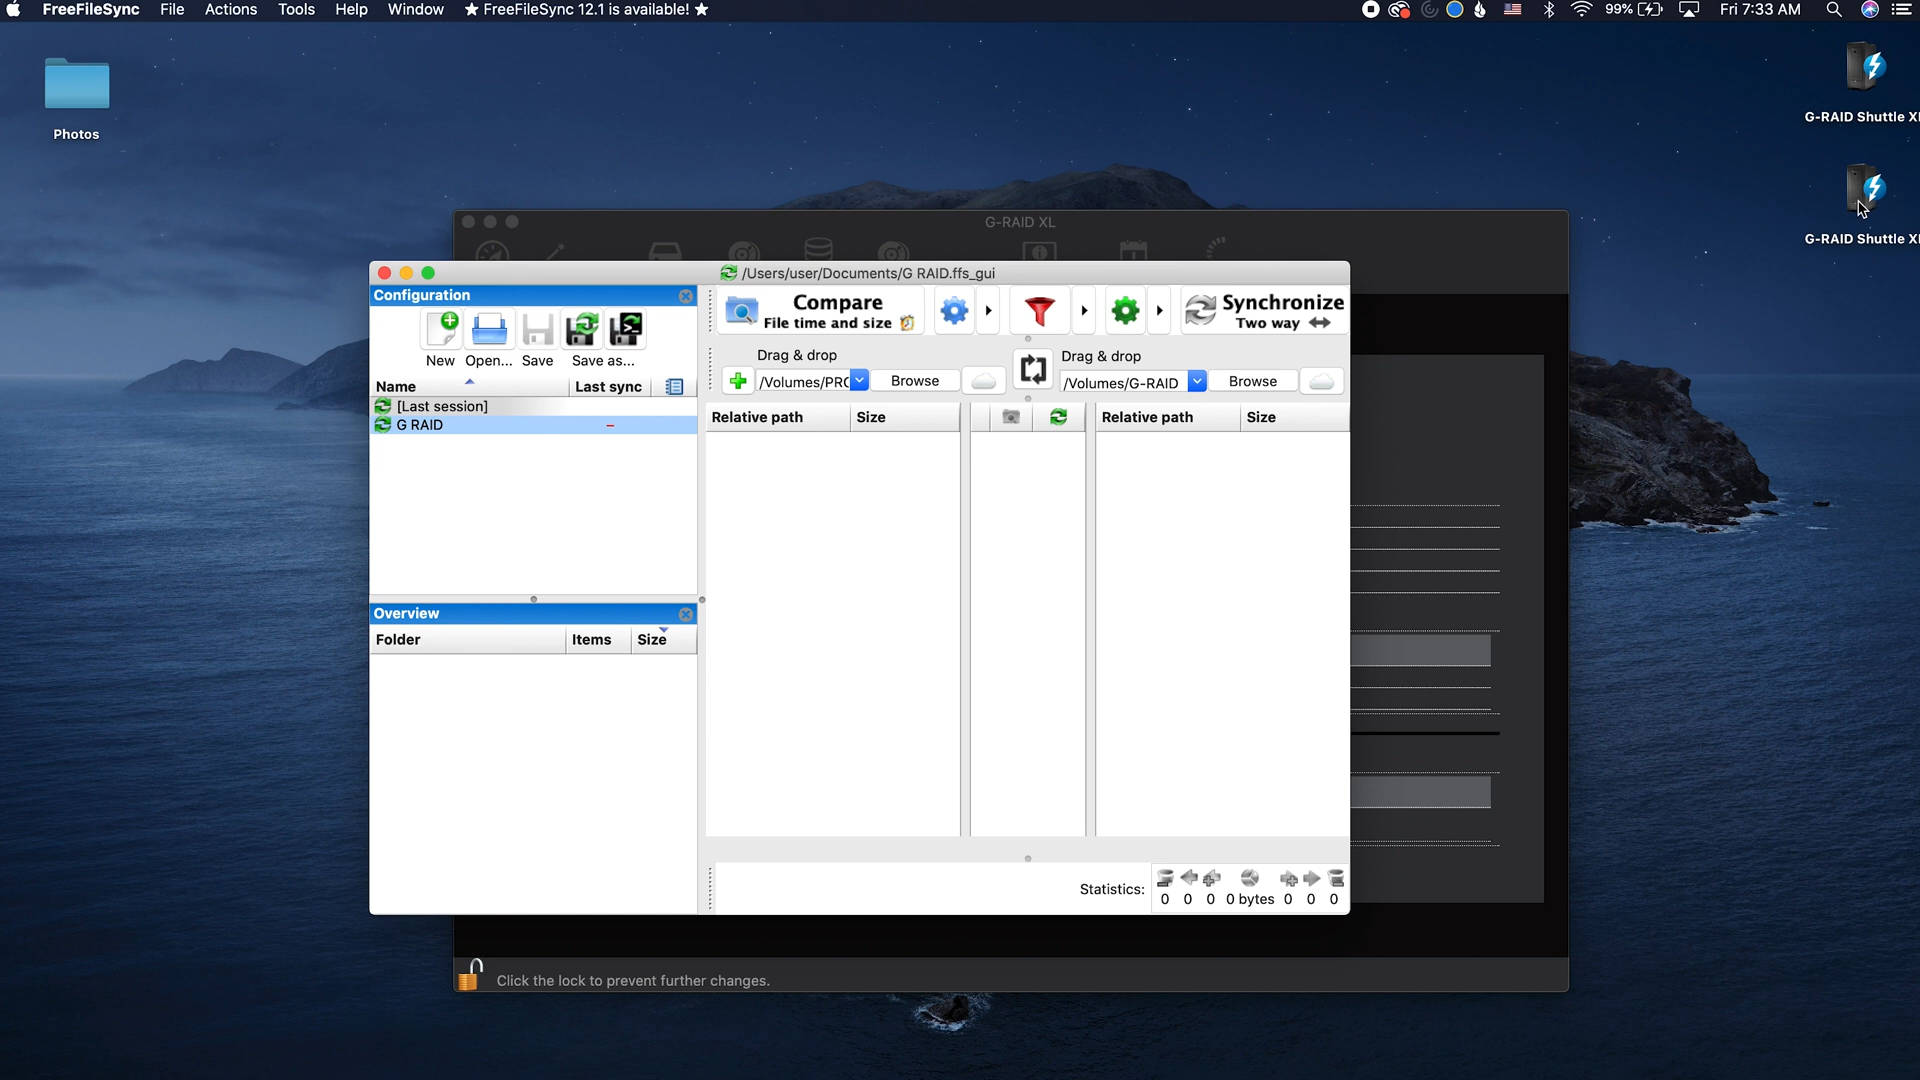 FreeFileSync File Actions Tools Help Window ★ FreeFileSync 12.1 is available! ★ 99% Fri 7:33 AM
Photos
G-RAID Shuttle
G-RAID Shuttle
G-RAID XL
/Users/user/Documents/G RAID.ffs_gui
Configuration
New Open... Save Save as...
Name Last sync
[Last session]
G RAID –
Compare
File time and size
Synchronize
Two way ↔
Drag & drop
/Volumes/PRO Browse
Drag & drop
/Volumes/G-RAID Browse
Relative path Size
Relative path Size
Overview
Folder Items Size
Statistics: 0 0 0 0 bytes 0 0 0
Click the lock to prevent further changes.